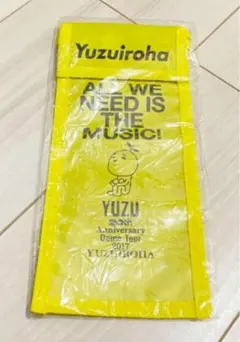 Yuzuiroha
ALL WE
NEED IS
THE
MUSIC!
YUZU
20th
Anniversary
Dome Tour
2017
YUZUIROHA